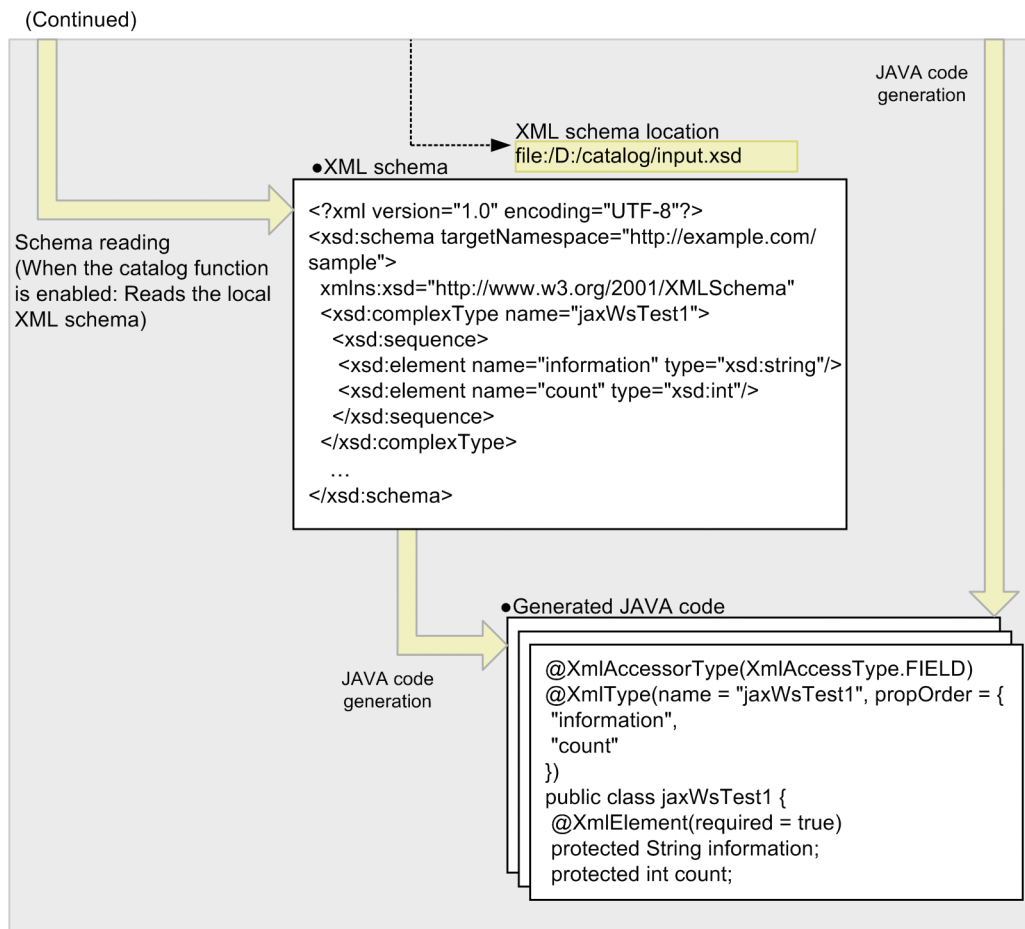 (Continued)
JAVA code
generation
XML schema location
file:/D:/catalog/input.xsd
●XML schema
<?xml version="1.0" encoding="UTF-8"?>
<xsd:schema targetNamespace="http://example.com/
sample">
xmlns:xsd="http://www.w3.org/2001/XMLSchema"
<xsd:complexType name="jaxWsTest1">
<xsd:sequence>
<xsd:element name="information" type="xsd:string"/>
<xsd:element name="count" type="xsd:int"/>
</xsd:sequence>
</xsd:complexType>
…
</xsd:schema>
Schema reading
(When the catalog function
is enabled: Reads the local
XML schema)
JAVA code
generation
●Generated JAVA code
@XmlAccessorType(XmlAccessType.FIELD)
@XmlType(name = "jaxWsTest1", propOrder = {
"information",
"count"
})
public class jaxWsTest1 {
@XmlElement(required = true)
protected String information;
protected int count;